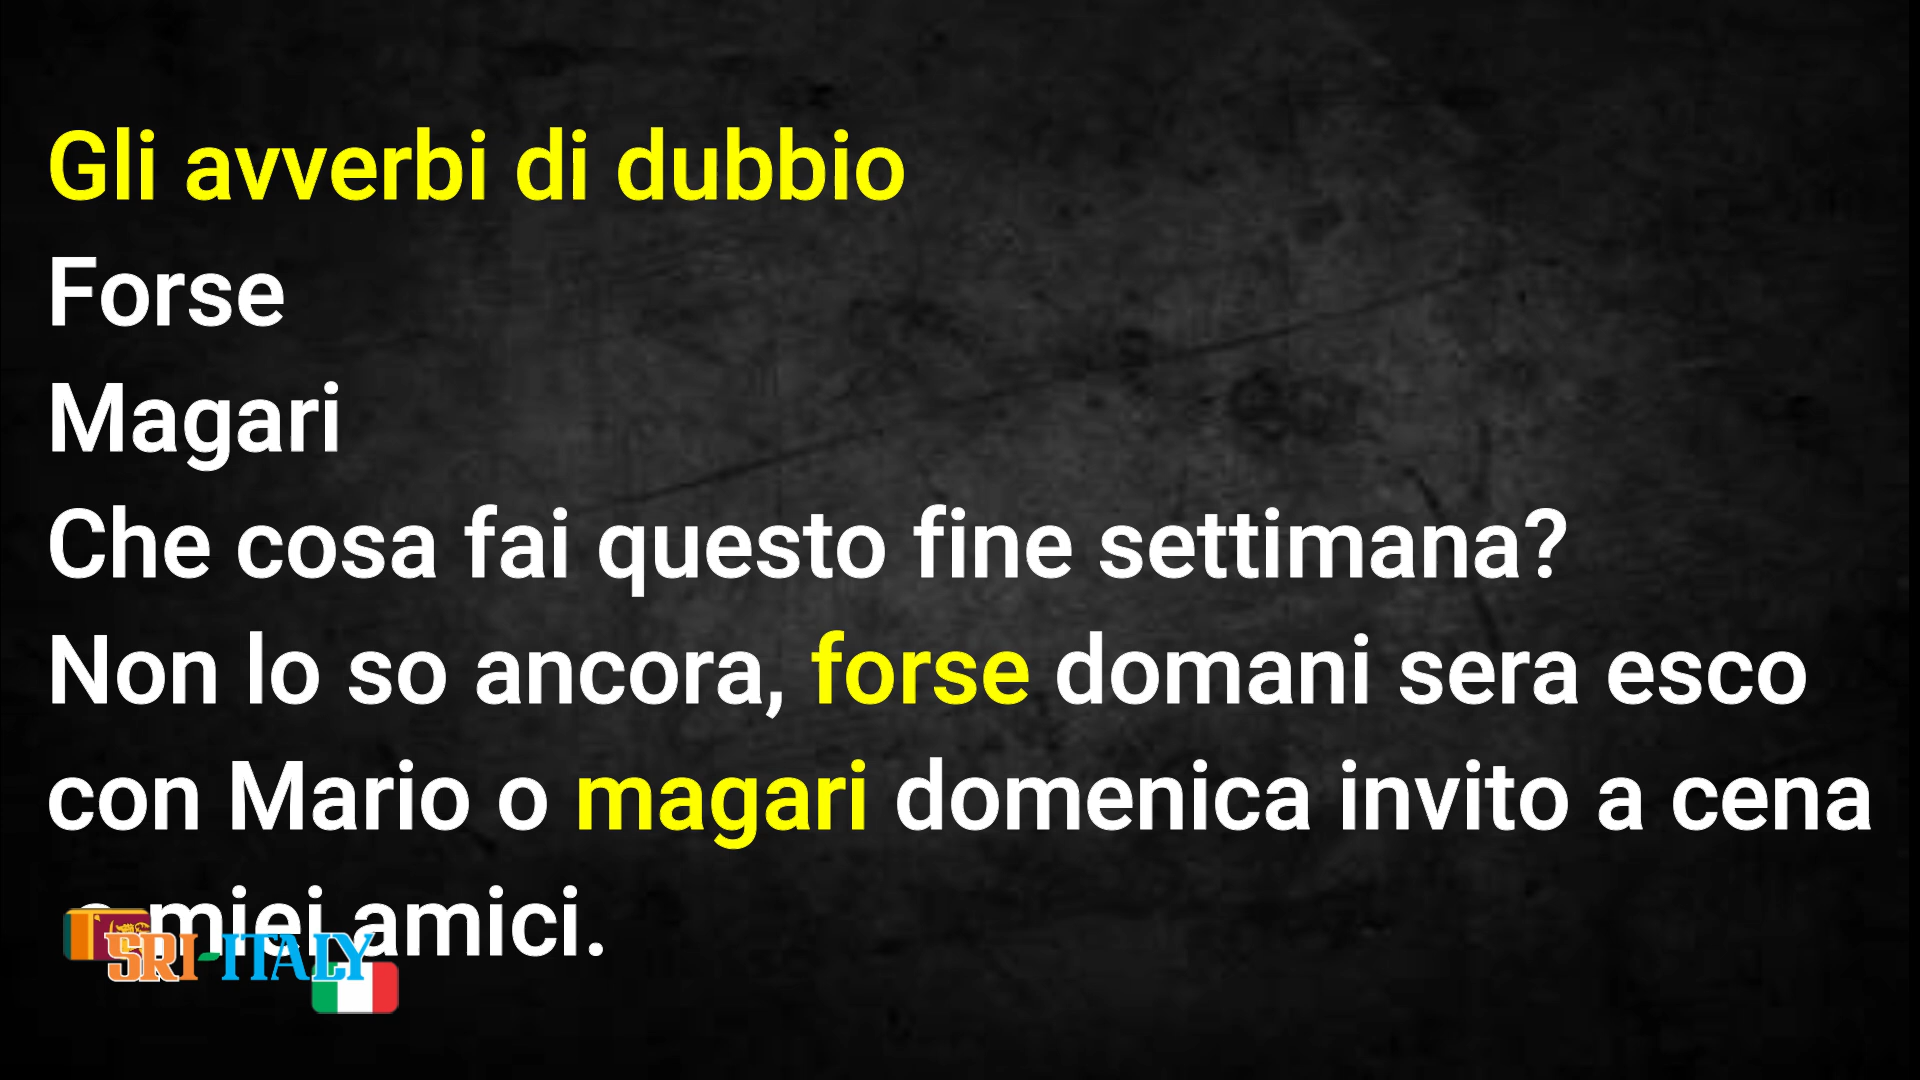 Gli avverbi di dubbio
Forse
Magari
Che cosa fai questo fine settimana?
Non lo so ancora, forse domani sera esco
con Mario o magari domenica invito a cena
miei amici.
SRI-ITALY